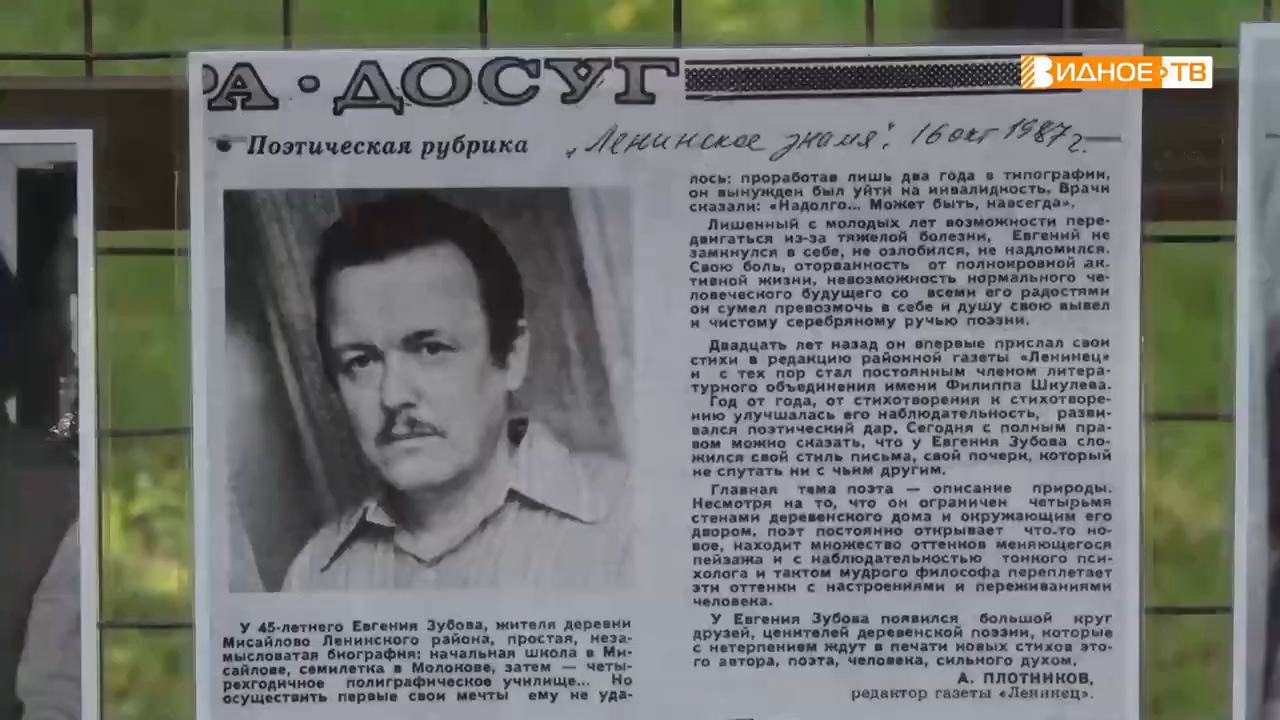 ВИДНОЕ ТВ
РА • ДОСУГ
Поэтическая рубрика
„Ленинское знамя". 16 окт 1987 г.
У 45-летнего Евгения Зубова, жителя деревни
Мисайлово Ленинского района, простая, неза-
мысловатая биография: начальная школа в Ми-
сайлове, семилетка в Молокове, затем — четы-
рехгодичное полиграфическое училище... Но
осуществить первые свои мечты ему не уда-
лось: проработав лишь два года в типографии,
он вынужден был уйти на инвалидность. Врачи
сказали: «Надолго... Может быть, навсегда».
Лишенный с молодых лет возможности пере-
двигаться из-за тяжелой болезни, Евгений не
замкнулся в себе, не озлобился, не надломился.
Свою боль, оторванность от полнокровной ак-
тивной жизни, невозможность нормального че-
ловеческого будущего со всеми его радостями
он сумел превозмочь в себе и душу свою вывел
к чистому серебряному ручью поэзии.
Двадцать лет назад он впервые прислал свои
стихи в редакцию районной газеты «Ленинец»
и с тех пор стал постоянным членом литера-
турного объединения имени Филиппа Шкулева.
Год от года, от стихотворения к стихотворе-
нию улучшалась его наблюдательность, разви-
вался поэтический дар. Сегодня с полным пра-
вом можно сказать, что у Евгения Зубова сло-
жился свой стиль письма, свой почерк, который
не спутать ни с чьим другим.
Главная тема поэта — описание природы.
Несмотря на то, что он ограничен четырьмя
стенами деревенского дома и окружающим его
двором, поэт постоянно открывает что-то но-
вое, находит множество оттенков меняющегося
пейзажа и с наблюдательностью тонкого пси-
холога и тактом мудрого философа переплетает
эти оттенки с настроениями и переживаниями
человека.
У Евгения Зубова появился большой круг
друзей, ценителей деревенской поэзии, которые
с нетерпением ждут в печати новых стихов это-
го автора, поэта, человека, сильного духом.
А. ПЛОТНИКОВ,
редактор газеты «Ленинец».